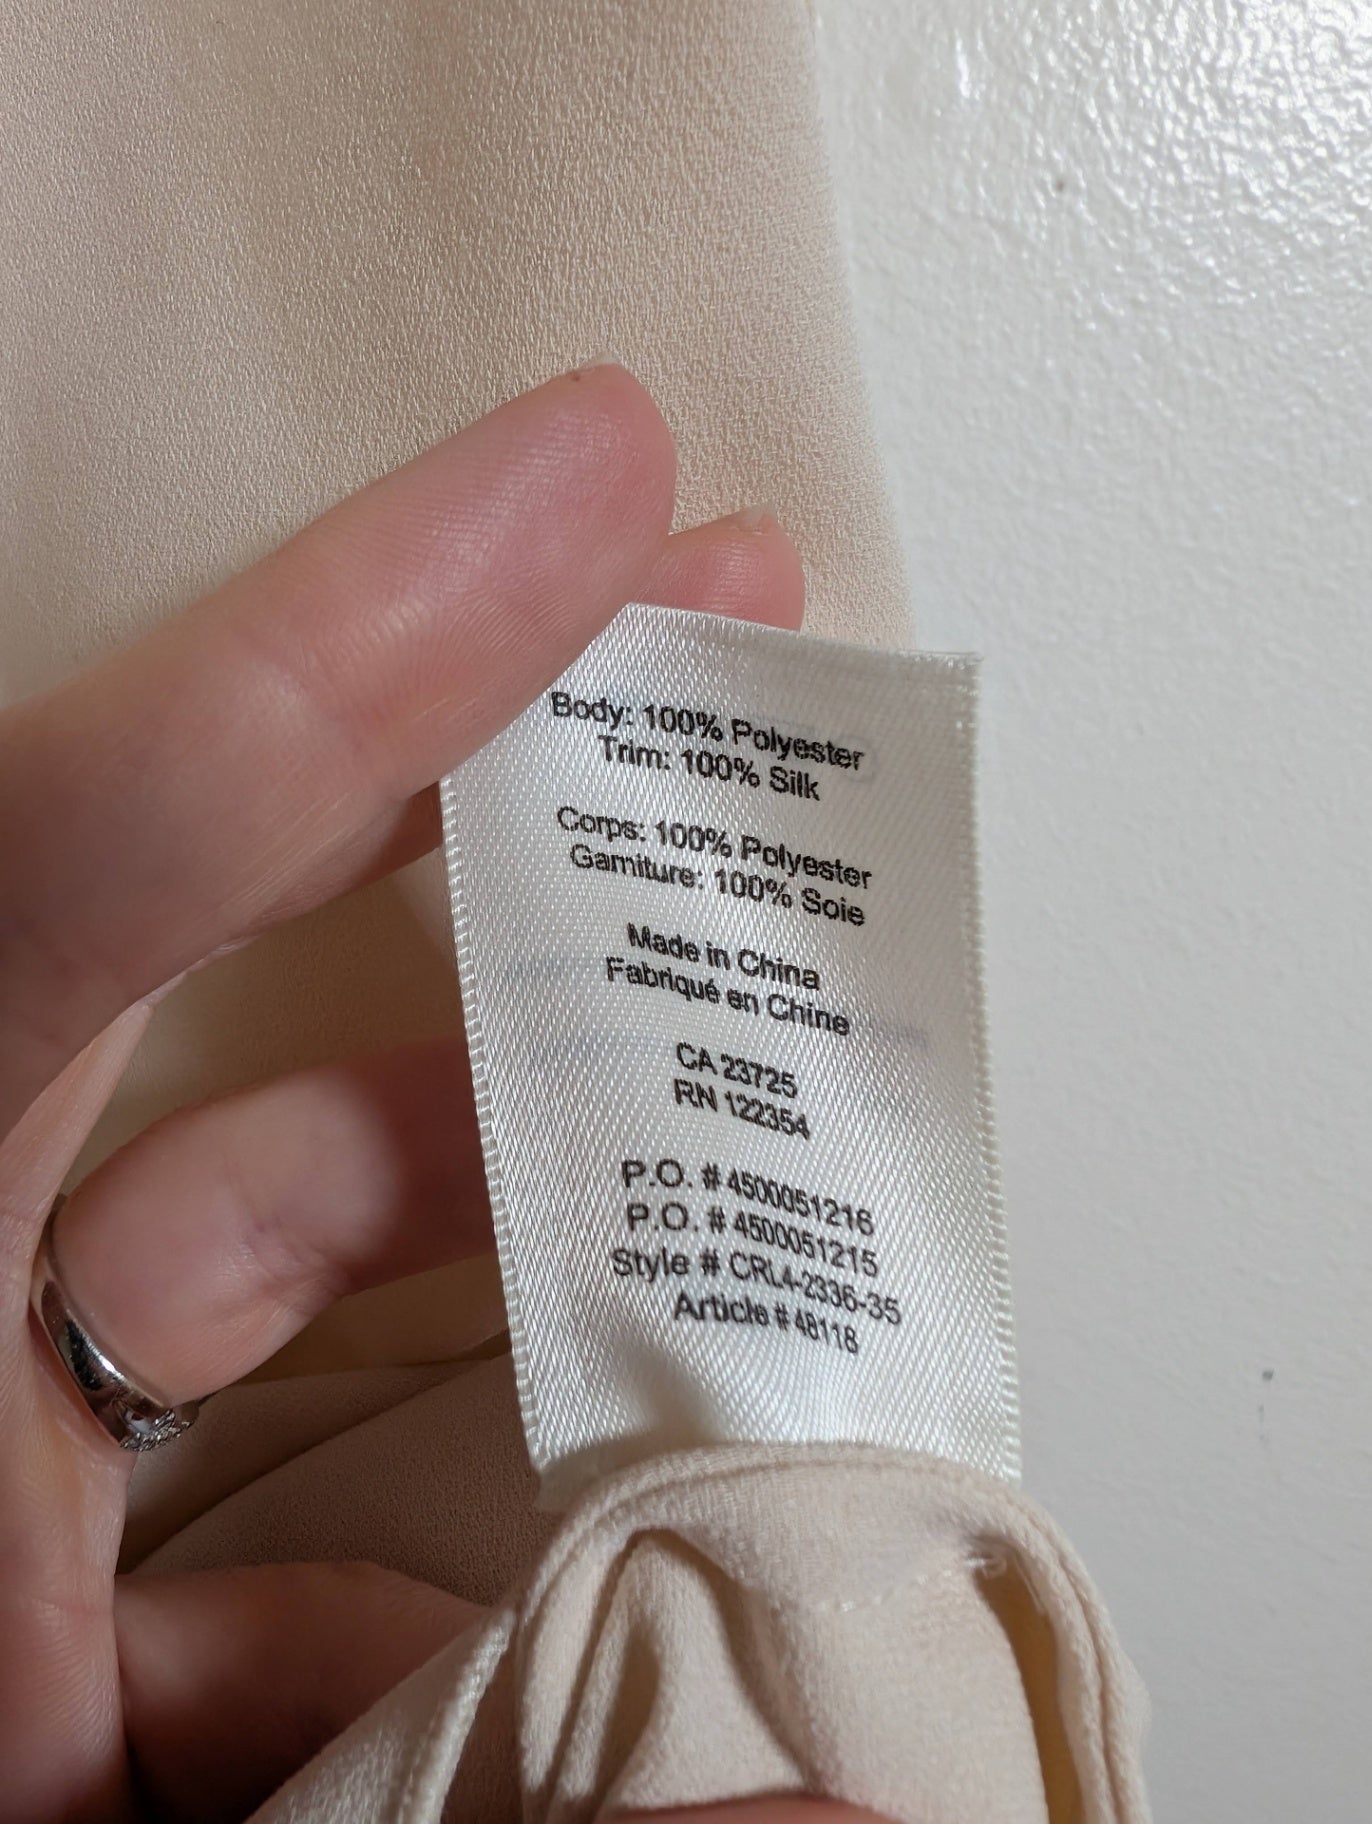 Body: 100% Polyester
Trim: 100% Silk
Corps: 100% Polyester
Garniture: 100% Soie
Made in China
Fabriqué en Chine
CA 23725
RN 122354
P.O. # 4500051216
P.O. # 4500051215
Style # CRL4-2336-35
Article # 48118